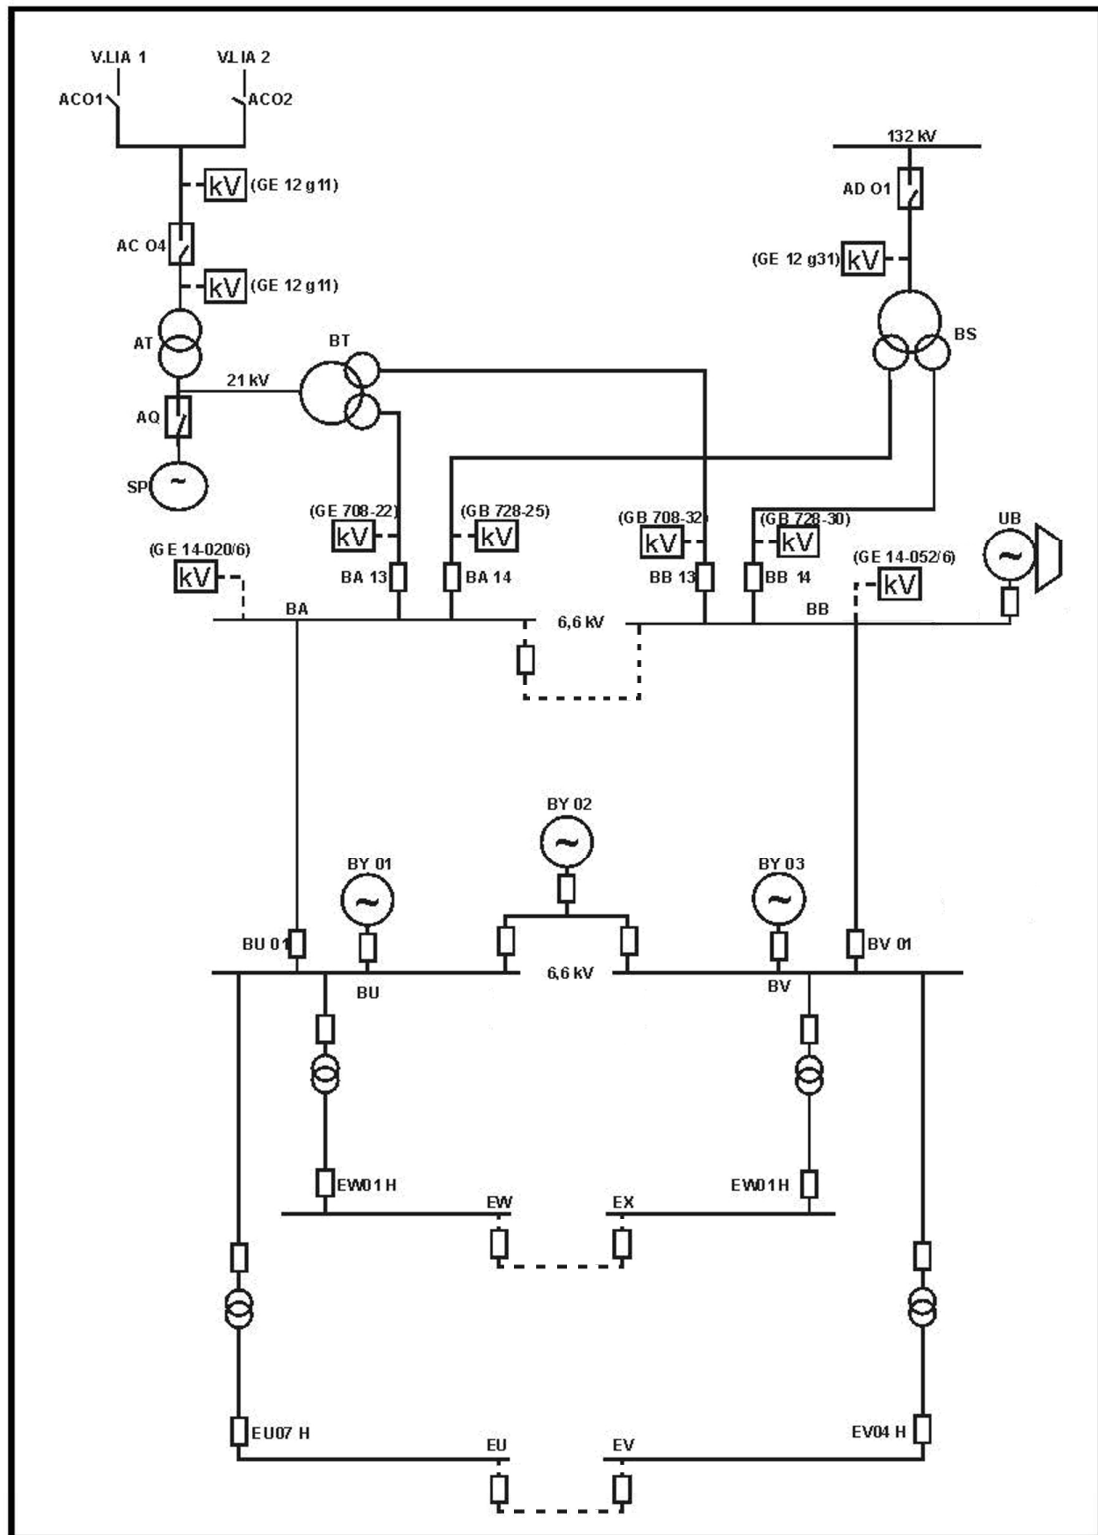 V.LIA 1 V.LIA 2
ACO1 ACO2
132 kV
kV (GE 12 g11)
AD O1
AC O4
(GE 12 g31) kV
kV (GE 12 g11)
AT
BT
BS
21 kV
AQ
~
SP
(GE 708-22) (GB 728-25) (GB 708-32) (GB 728-30)
UB
kV kV kV kV
~
(GE 14-020/6)
(GE 14-052/6)
kV
BA 13 BA 14 BB 13 BB 14
kV
BA
BB
6,6 kV
BY 02
~
BY 01 BY 03
~ ~
BU 01 BV 01
6,6 kV
BU BV
EW01 H EW01 H
EW EX
EU07 H EV04 H
EU EV